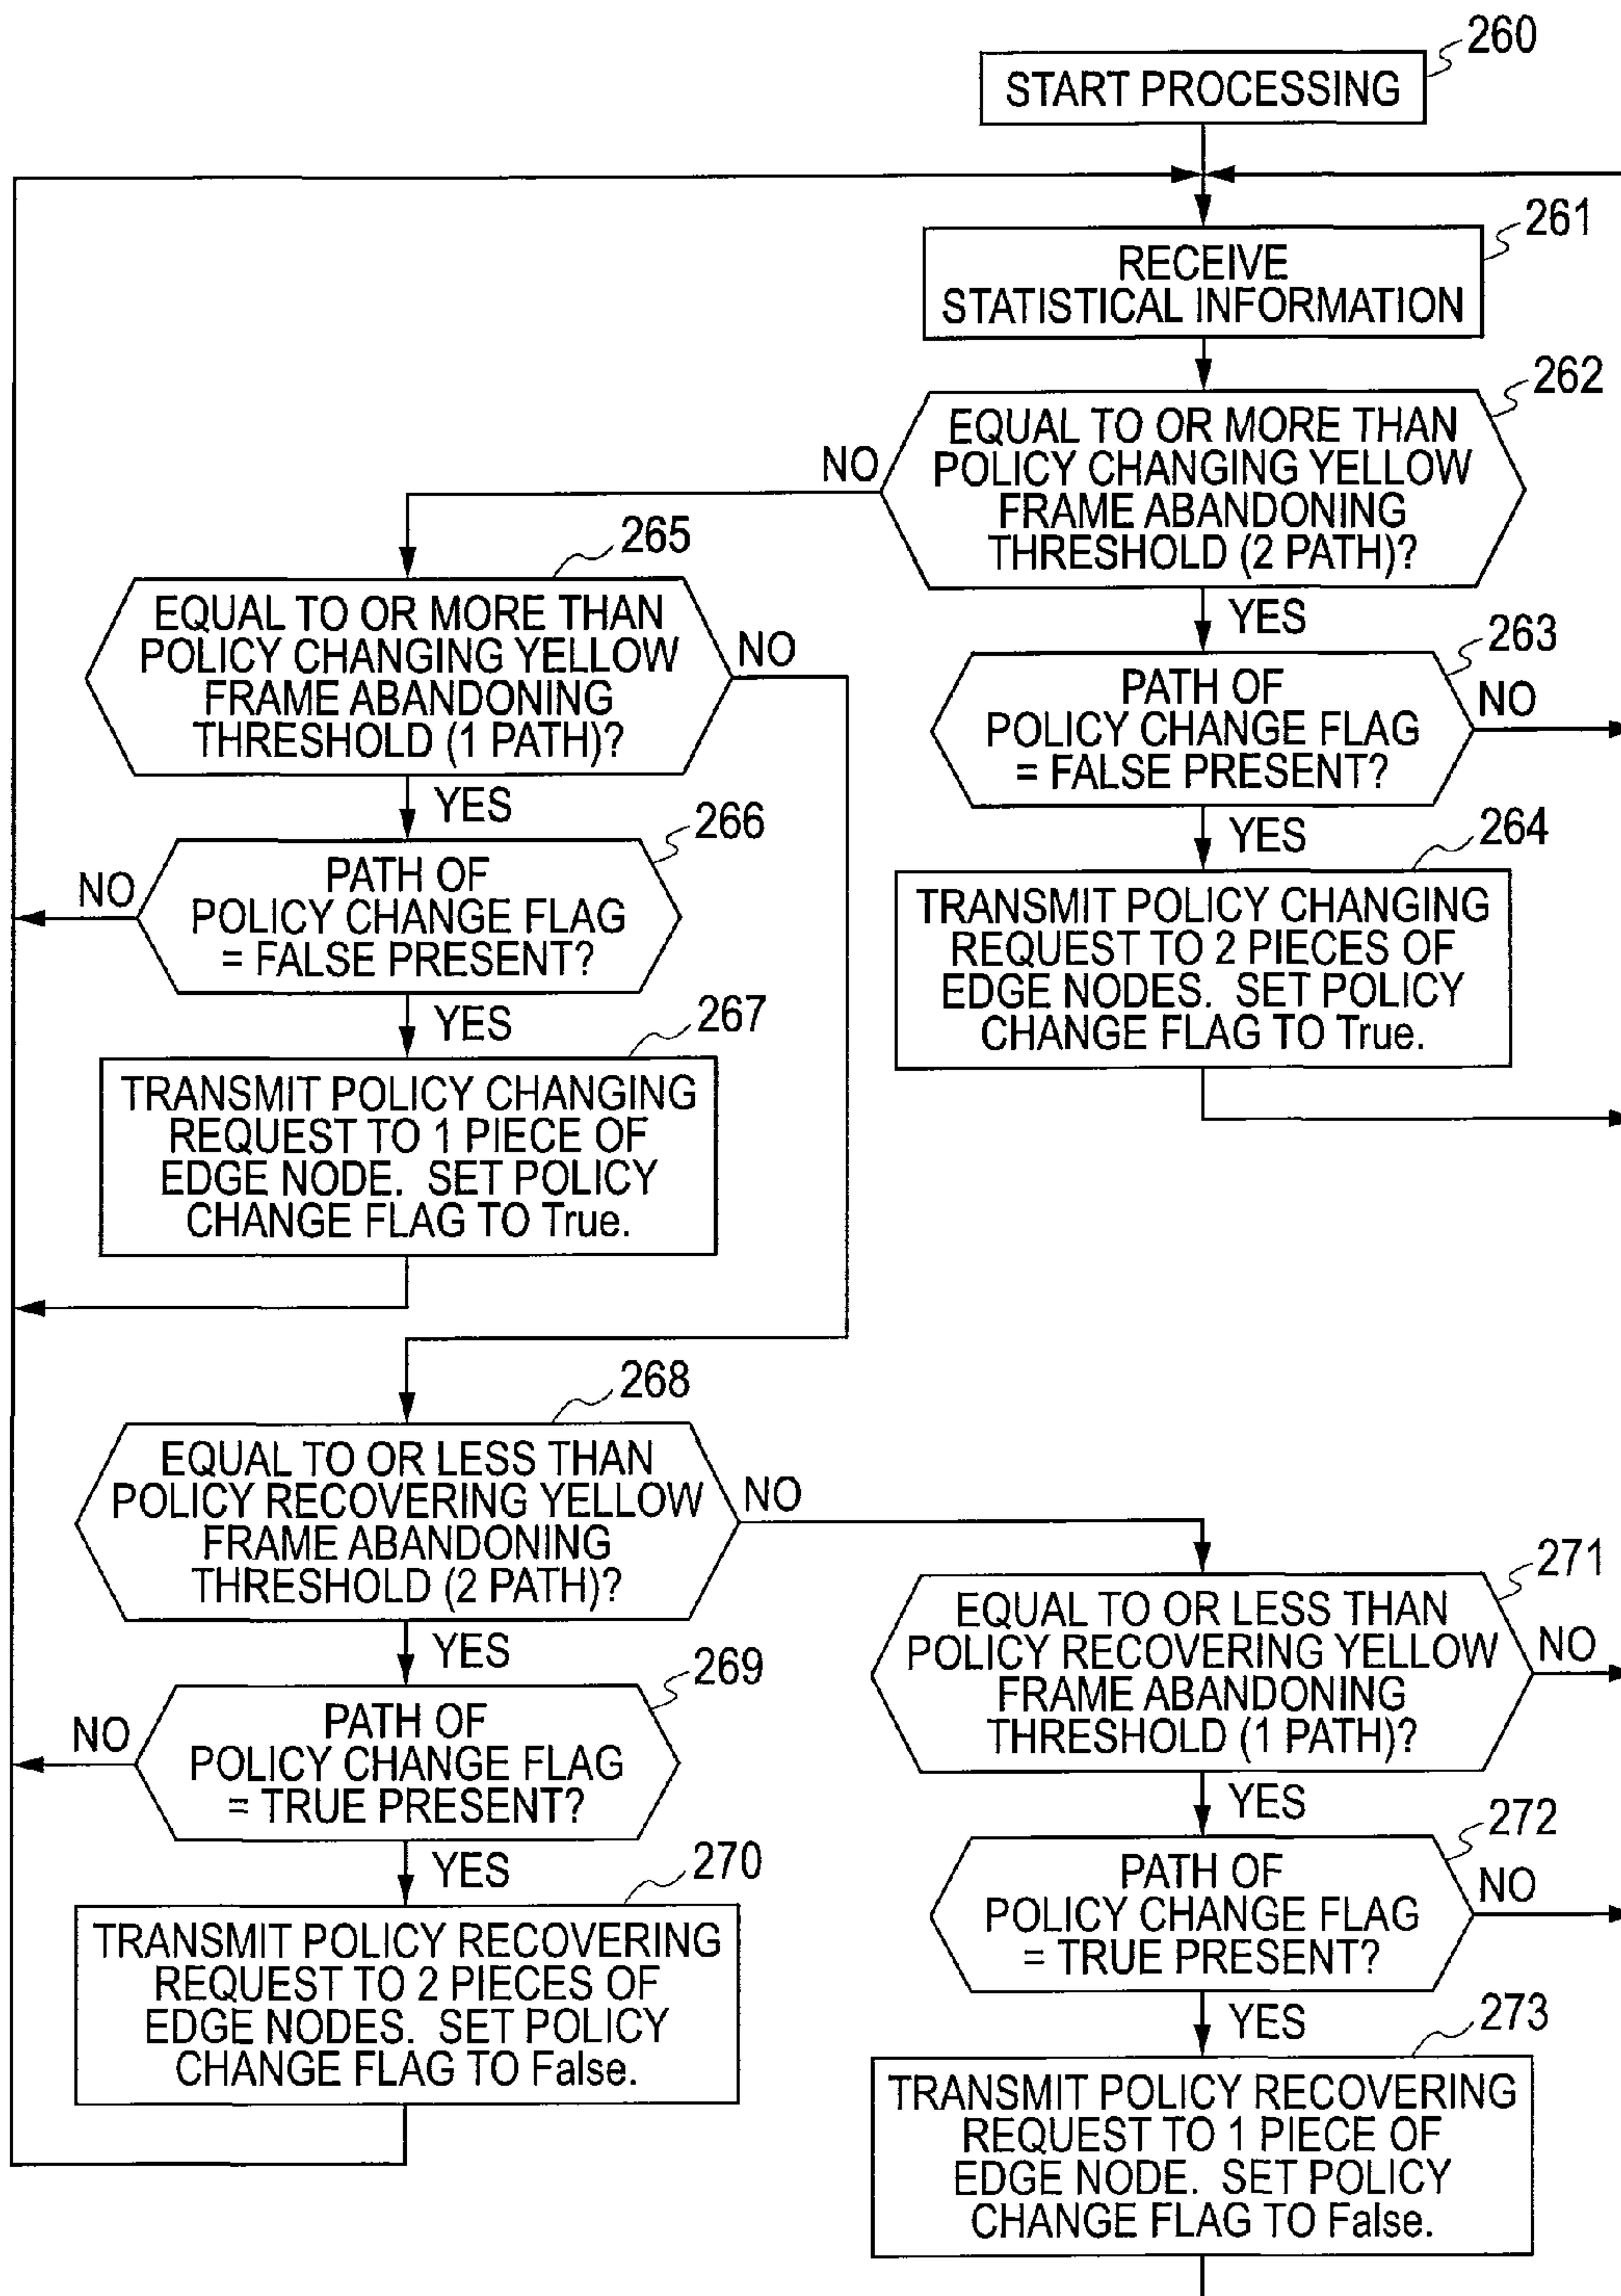 260
START PROCESSING
261
RECEIVE
STATISTICAL INFORMATION
262
EQUAL TO OR MORE THAN
POLICY CHANGING YELLOW
FRAME ABANDONING
THRESHOLD (2 PATH)?
NO
YES
263
PATH OF
POLICY CHANGE FLAG
= FALSE PRESENT?
NO
YES
264
TRANSMIT POLICY CHANGING
REQUEST TO 2 PIECES OF
EDGE NODES. SET POLICY
CHANGE FLAG TO True.
265
EQUAL TO OR MORE THAN
POLICY CHANGING YELLOW
FRAME ABANDONING
THRESHOLD (1 PATH)?
NO
YES
266
PATH OF
POLICY CHANGE FLAG
= FALSE PRESENT?
NO
YES
267
TRANSMIT POLICY CHANGING
REQUEST TO 1 PIECE OF
EDGE NODE. SET POLICY
CHANGE FLAG TO True.
268
EQUAL TO OR LESS THAN
POLICY RECOVERING YELLOW
FRAME ABANDONING
THRESHOLD (2 PATH)?
NO
YES
269
PATH OF
POLICY CHANGE FLAG
= TRUE PRESENT?
NO
YES
270
TRANSMIT POLICY RECOVERING
REQUEST TO 2 PIECES OF
EDGE NODES. SET POLICY
CHANGE FLAG TO False.
271
EQUAL TO OR LESS THAN
POLICY RECOVERING YELLOW
FRAME ABANDONING
THRESHOLD (1 PATH)?
NO
YES
272
PATH OF
POLICY CHANGE FLAG
= TRUE PRESENT?
NO
YES
273
TRANSMIT POLICY RECOVERING
REQUEST TO 1 PIECE OF
EDGE NODE. SET POLICY
CHANGE FLAG TO False.